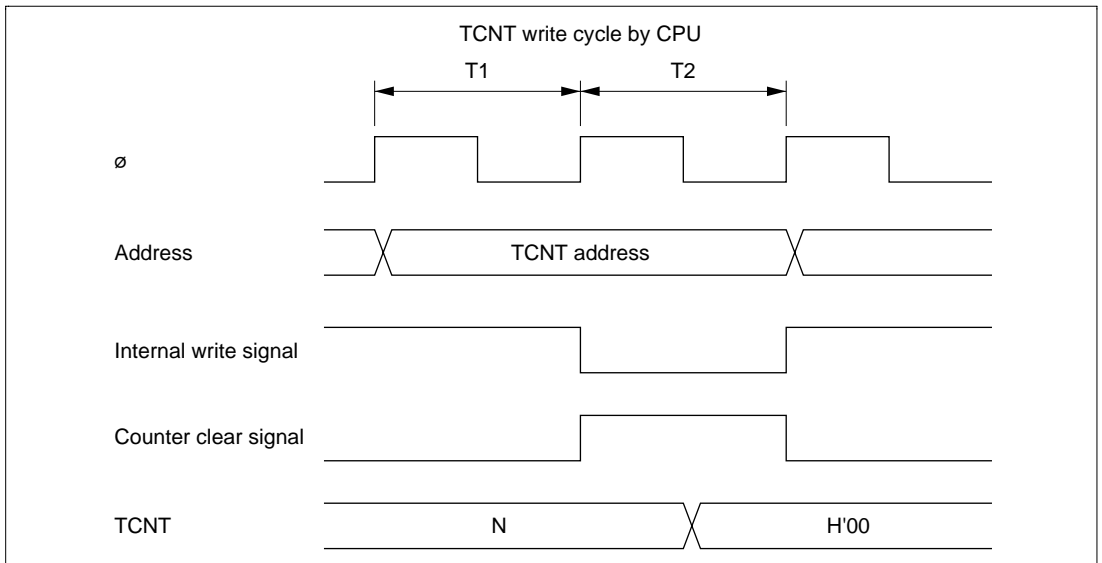 TCNT write cycle by CPU
T1 T2
ø
Address TCNT address
Internal write signal
Counter clear signal
TCNT N H'00